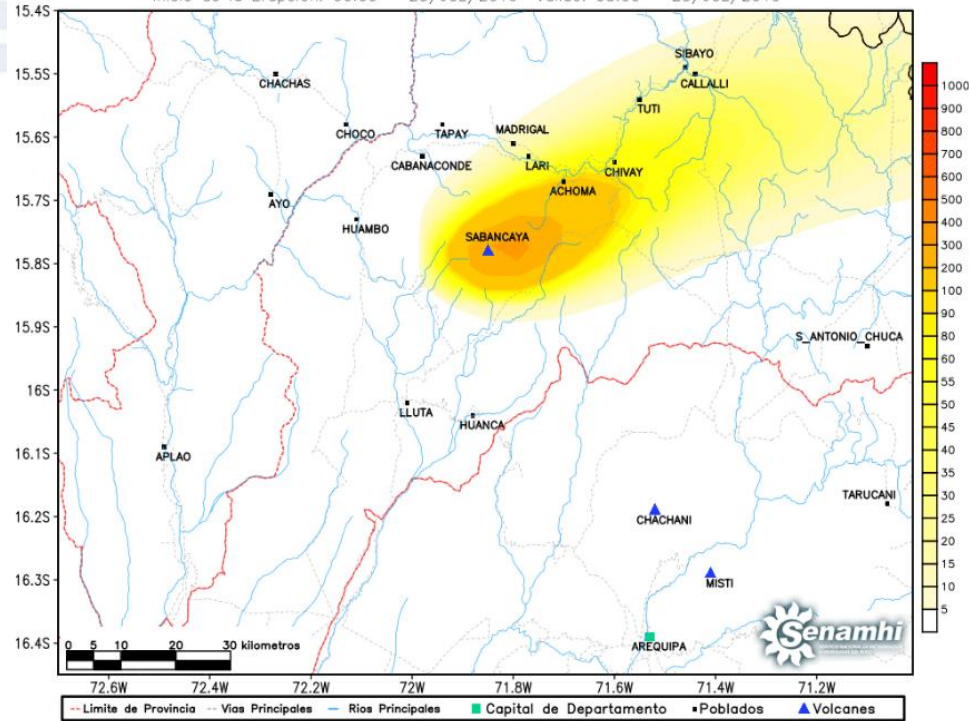 15.4S
15.5S
15.6S
15.7S
15.8S
15.9S
16S
16.1S
16.2S
16.3S
16.4S
SIBAYO
CALLALLI
CHACHAS
TUTI
CHOCO
TAPAY
MADRIGAL
CABANACONDE
LARI
CHIVAY
ACHOMA
AYO
HUAMBO
SABANCAYA
S_ANTONIO_CHUCA
LLUTA
HUANCA
APLAO
TARUCANI
CHACHANI
MISTI
AREQUIPA
Senamhi
0 5 10 20 30 kilometros
72.6W 72.4W 72.2W 72W 71.8W 71.6W 71.4W 71.2W
1000
900
800
700
600
500
400
300
200
100
90
80
60
55
50
45
40
35
30
25
20
15
10
5
Limite de Provincia Vias Principales Rios Principales Capital de Departamento Poblados Volcanes